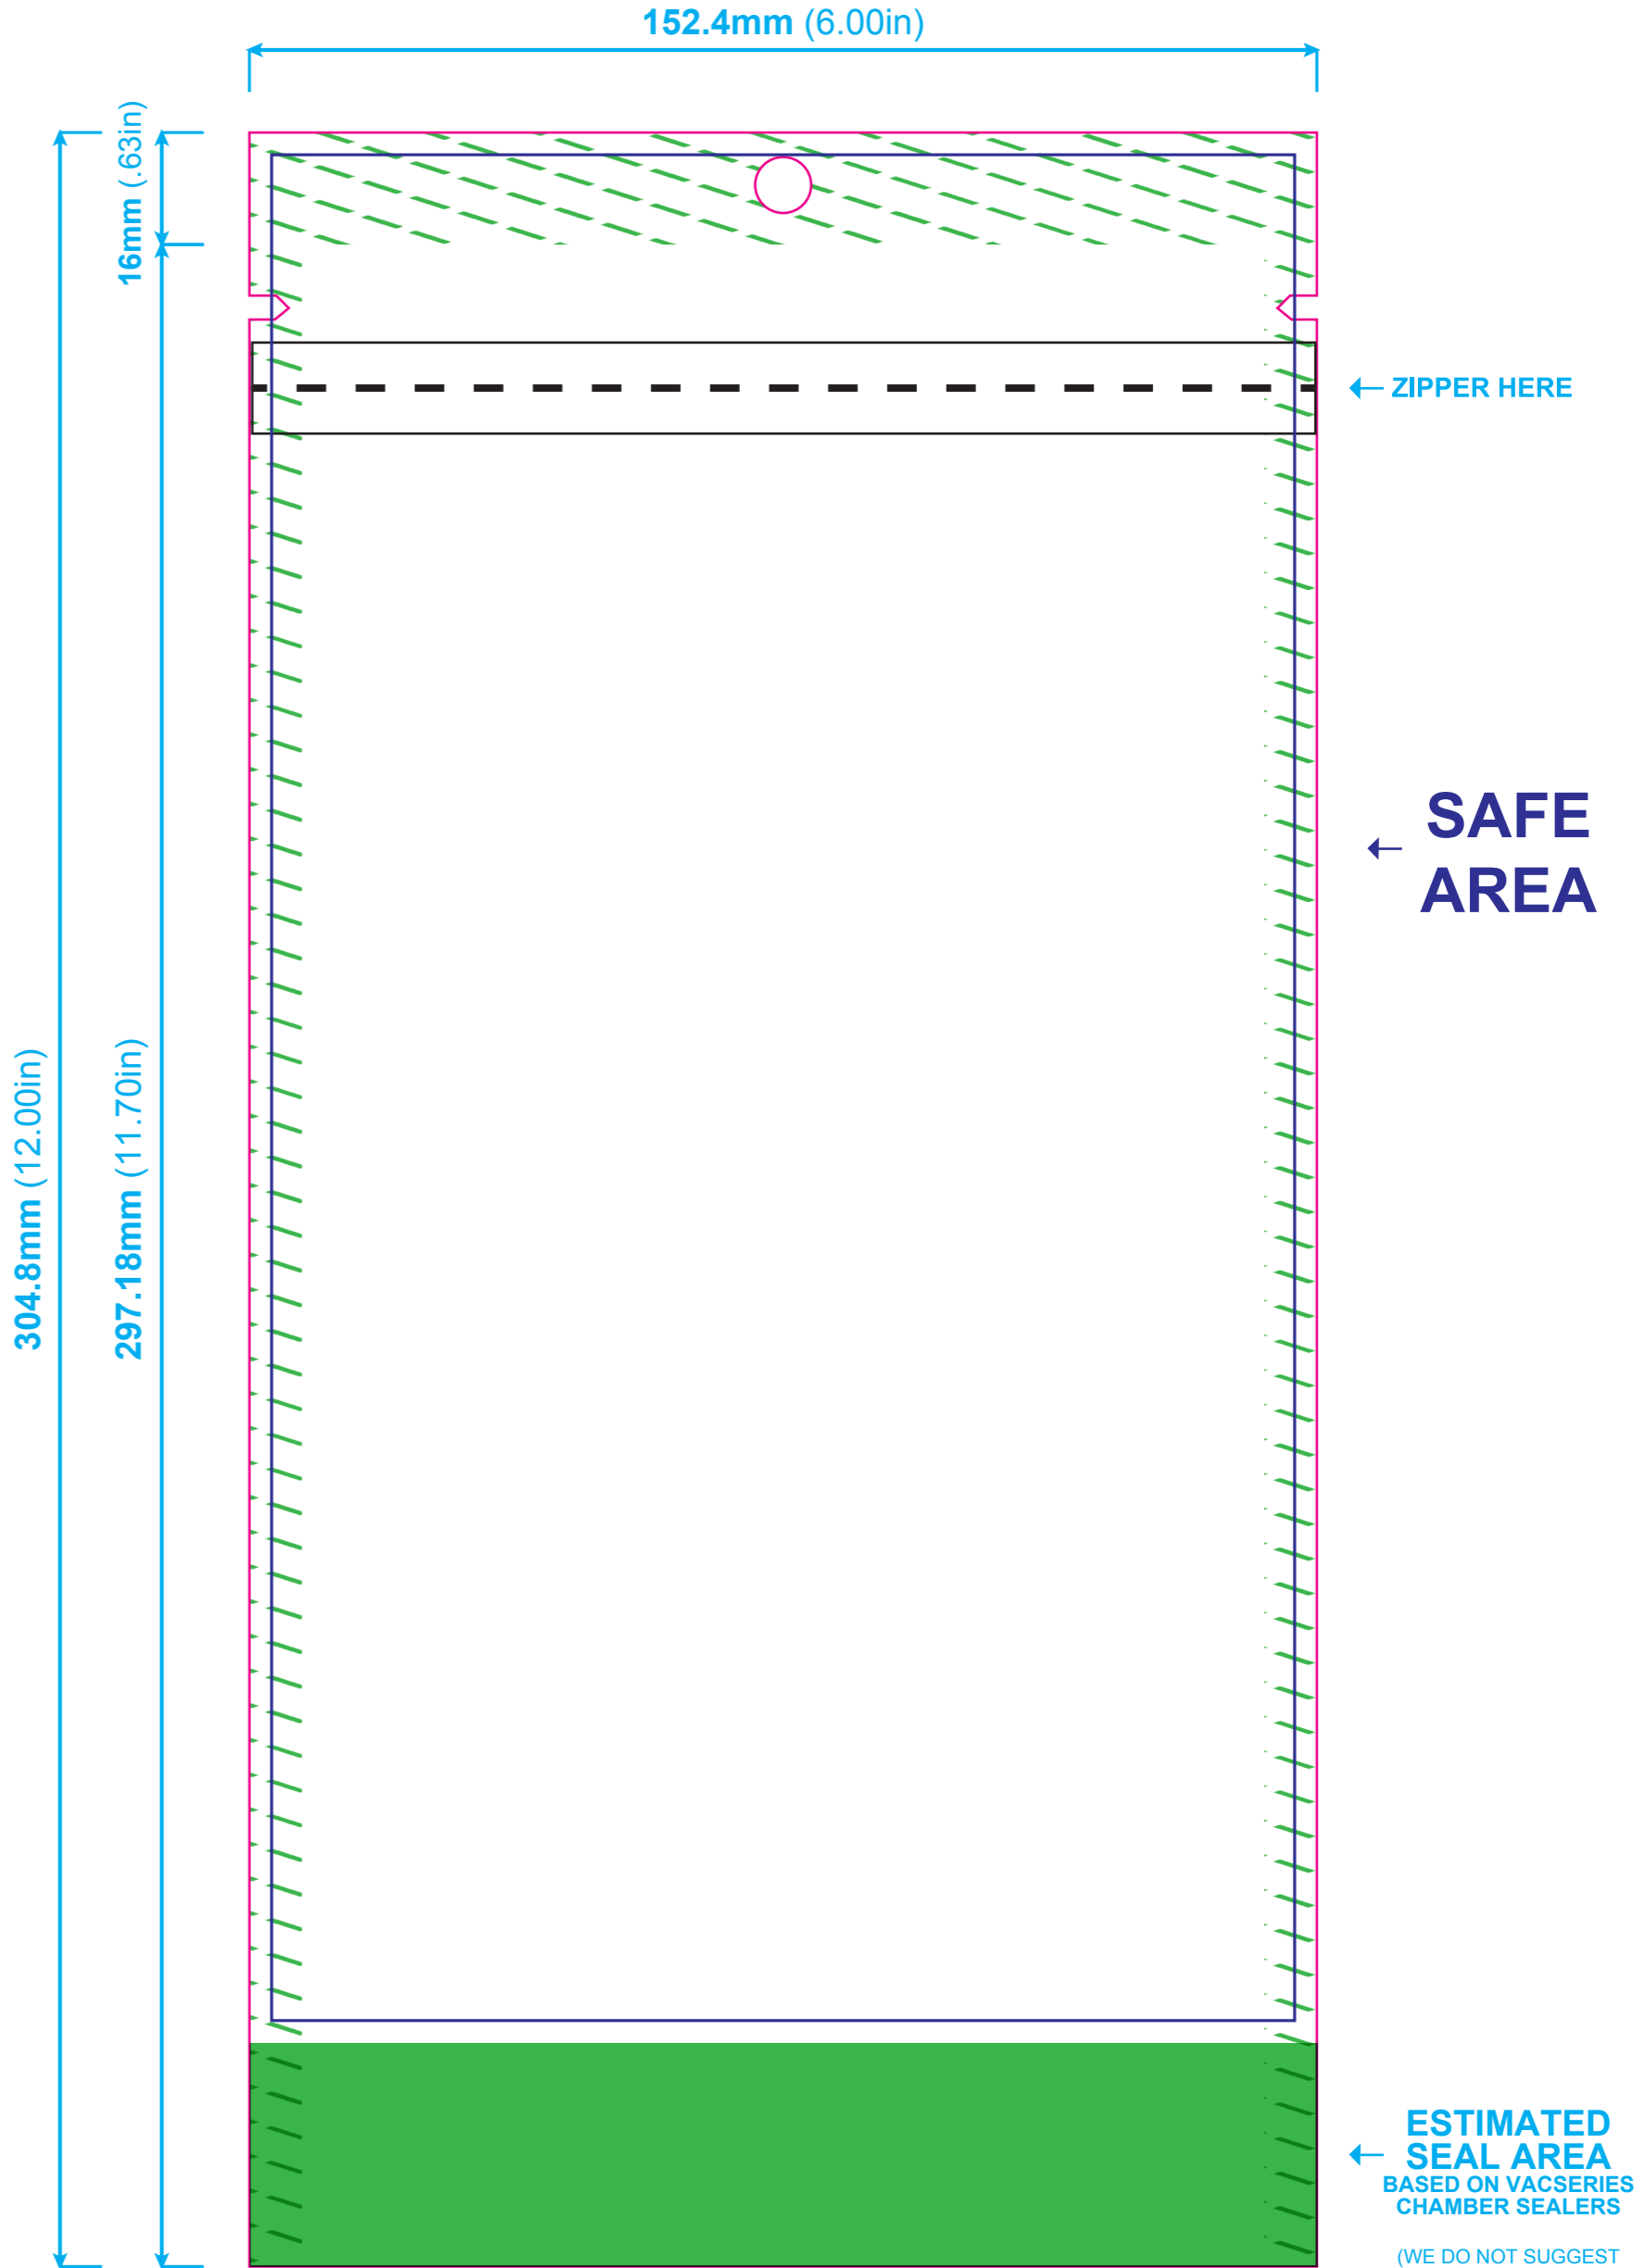 152.4mm (6.00in)
16mm (.63in)
304.8mm (12.00in)
297.18mm (11.70in)
ZIPPER HERE
SAFE
AREA
ESTIMATED
SEAL AREA
BASED ON VACSERIES
CHAMBER SEALERS
(WE DO NOT SUGGEST